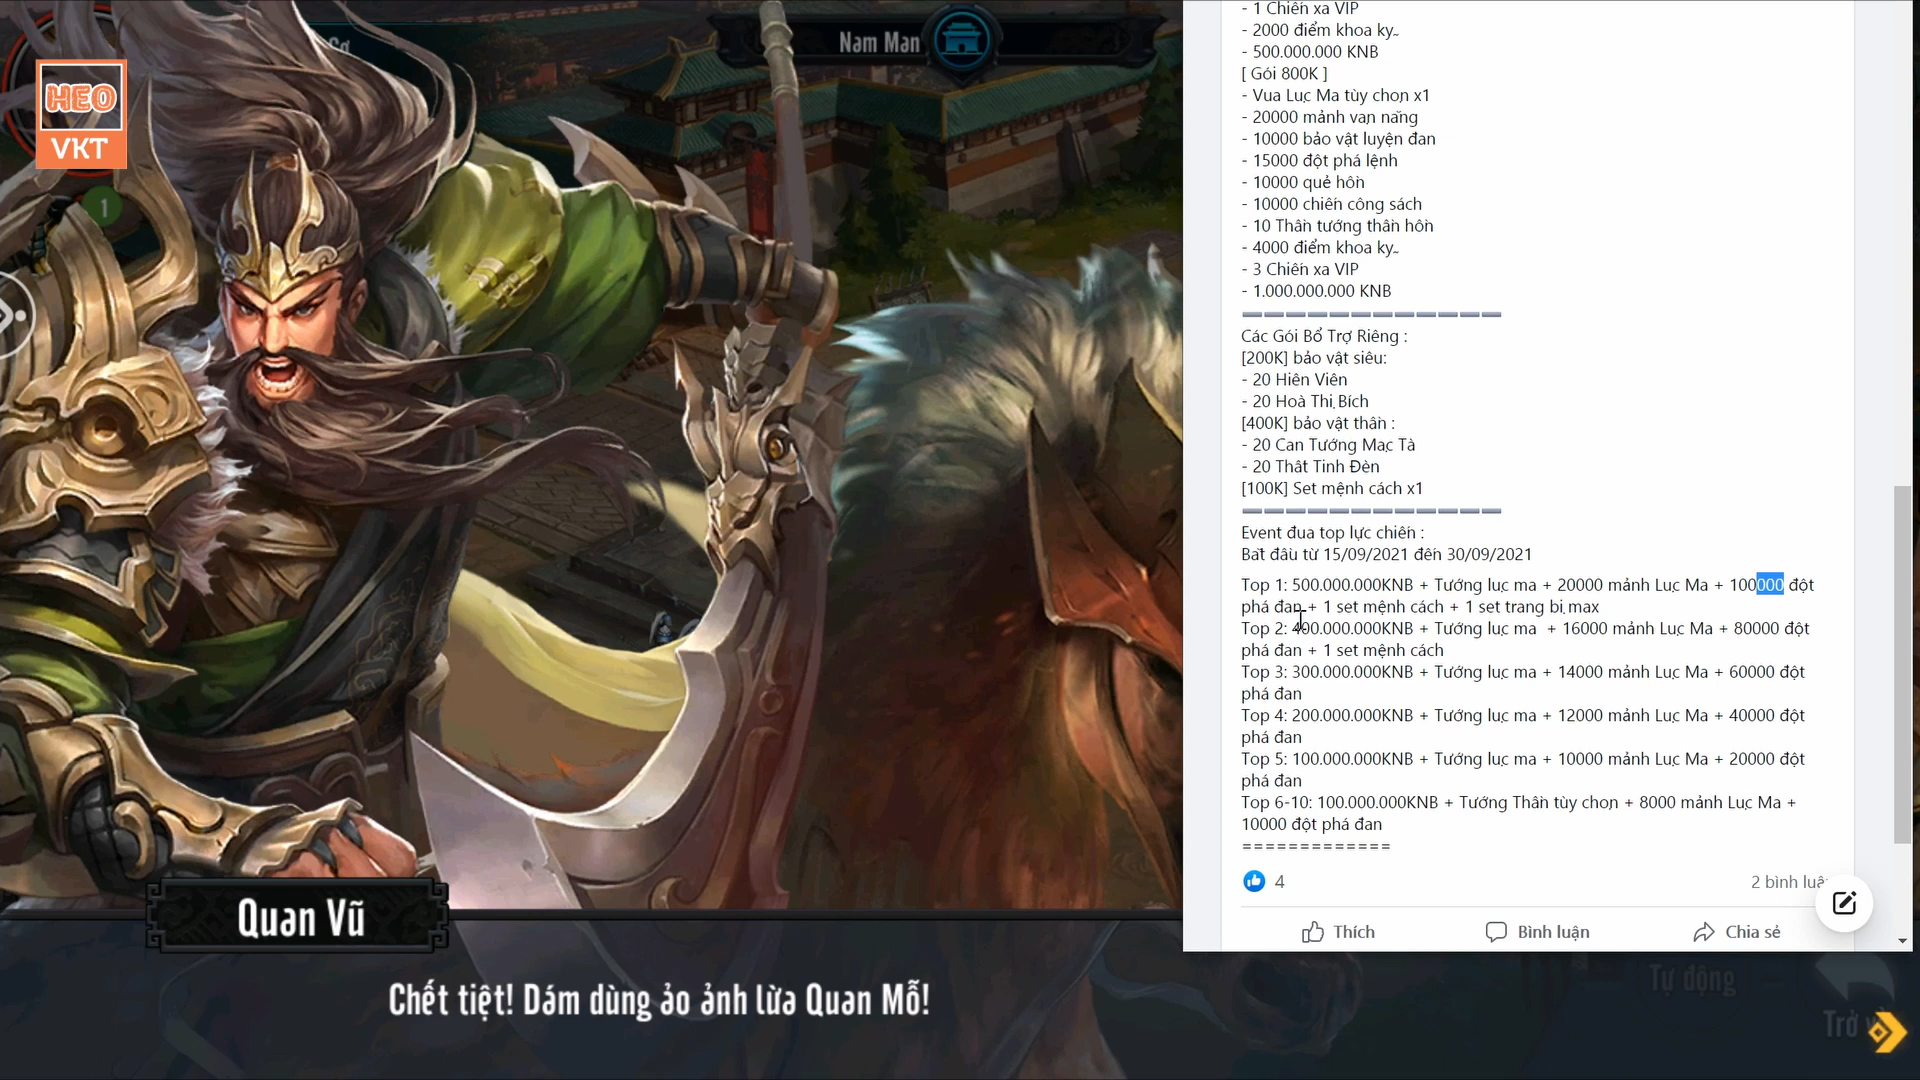 HEO
VKT
Nam Man
1
Quan Vũ
Chết tiệt! Dám dùng ảo ảnh lừa Quan Mỗ!
- 1 Chiến xa VIP
- 2000 điểm khoa kỵ
- 500.000.000 KNB
[ Gói 800K ]
- Vua Lục Ma tùy chọn x1
- 20000 mảnh vạn năng
- 10000 bảo vật luyện đan
- 15000 đột phá lệnh
- 10000 quẻ hồn
- 10000 chiến công sách
- 10 Thần tướng thần hồn
- 4000 điểm khoa kỵ
- 3 Chiến xa VIP
- 1.000.000.000 KNB
Các Gói Bổ Trợ Riêng :
[200K] bảo vật siêu:
- 20 Hiên Viên
- 20 Hoà Thị Bích
[400K] bảo vật thần :
- 20 Can Tướng Mạc Tà
- 20 Thất Tinh Đèn
[100K] Set mệnh cách x1
Event đua top lực chiến :
Bắt đầu từ 15/09/2021 đến 30/09/2021
Top 1: 500.000.000KNB + Tướng lục ma + 20000 mảnh Lục Ma + 100000 đột
phá đan + 1 set mệnh cách + 1 set trang bị max
Top 2: 400.000.000KNB + Tướng lục ma + 16000 mảnh Lục Ma + 80000 đột
phá đan + 1 set mệnh cách
Top 3: 300.000.000KNB + Tướng lục ma + 14000 mảnh Lục Ma + 60000 đột
phá đan
Top 4: 200.000.000KNB + Tướng lục ma + 12000 mảnh Lục Ma + 40000 đột
phá đan
Top 5: 100.000.000KNB + Tướng lục ma + 10000 mảnh Lục Ma + 20000 đột
phá đan
Top 6-10: 100.000.000KNB + Tướng Thần tùy chọn + 8000 mảnh Lục Ma +
10000 đột phá đan
=============
4
2 bình
Thích
Bình luận
Chia sẻ
Tự động
Trở